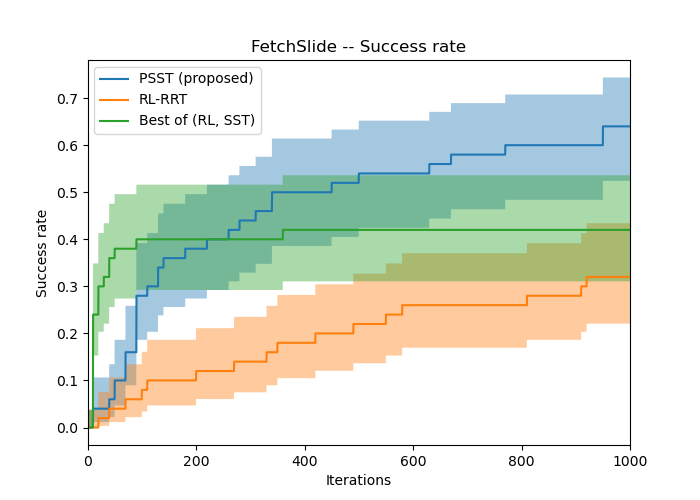 FetchSlide -- Success rate
PSST (proposed)
RL-RRT
Best of (RL, SST)
Success rate
0.7
0.6
0.5
0.4
0.3
0.2
0.1
0.0
0 200 400 600 800 1000
Iterations